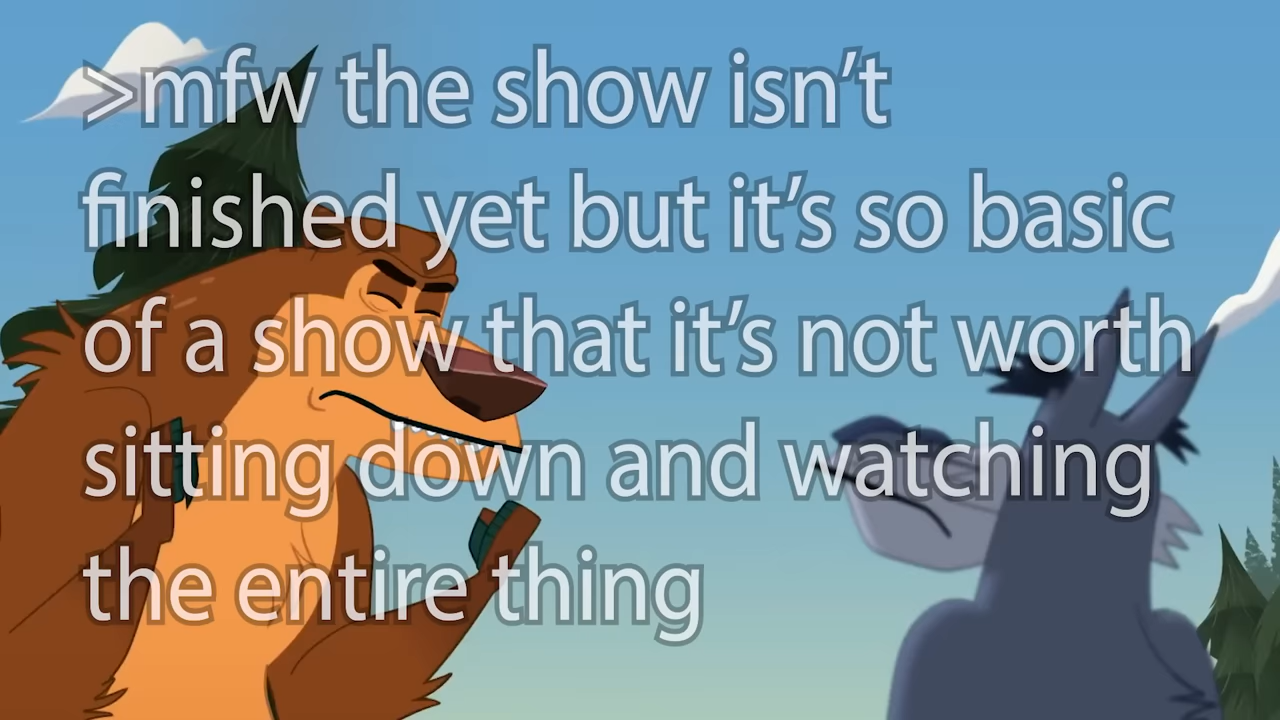 >mfw the show isn’t
finished yet but it’s so basic
of a show that it’s not worth
sitting down and watching
the entire thing